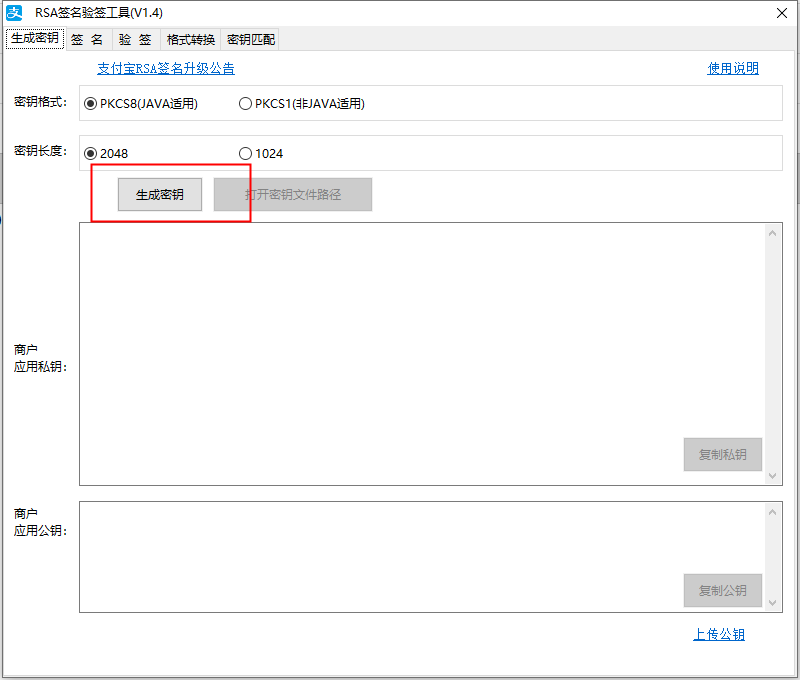 支 RSA签名验签工具(V1.4)
生成密钥 签 名 验 签 格式转换 密钥匹配
支付宝RSA签名升级公告 使用说明
密钥格式: PKCS8(JAVA适用) PKCS1(非JAVA适用)
密钥长度: 2048 1024
生成密钥 打开密钥文件路径
商户
应用私钥:
复制私钥
商户
应用公钥:
复制公钥
上传公钥